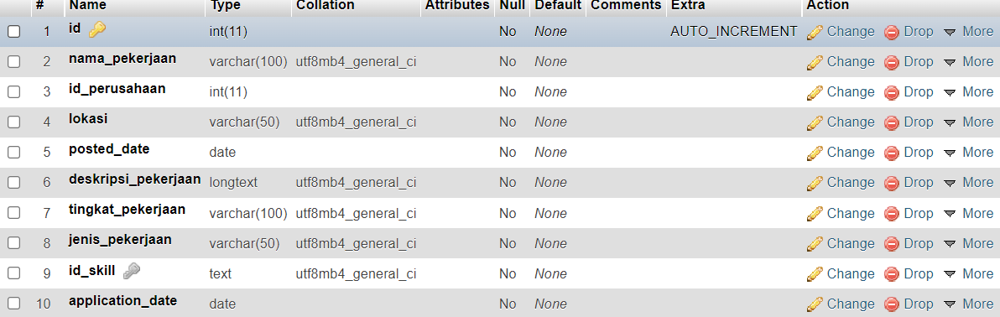 # Name Type Collation Attributes Null Default Comments Extra Action
1 id int(11) No None AUTO_INCREMENT Change Drop More
2 nama_pekerjaan varchar(100) utf8mb4_general_ci No None Change Drop More
3 id_perusahaan int(11) No None Change Drop More
4 lokasi varchar(50) utf8mb4_general_ci No None Change Drop More
5 posted_date date No None Change Drop More
6 deskripsi_pekerjaan longtext utf8mb4_general_ci No None Change Drop More
7 tingkat_pekerjaan varchar(100) utf8mb4_general_ci No None Change Drop More
8 jenis_pekerjaan varchar(50) utf8mb4_general_ci No None Change Drop More
9 id_skill text utf8mb4_general_ci No None Change Drop More
10 application_date date No None Change Drop More